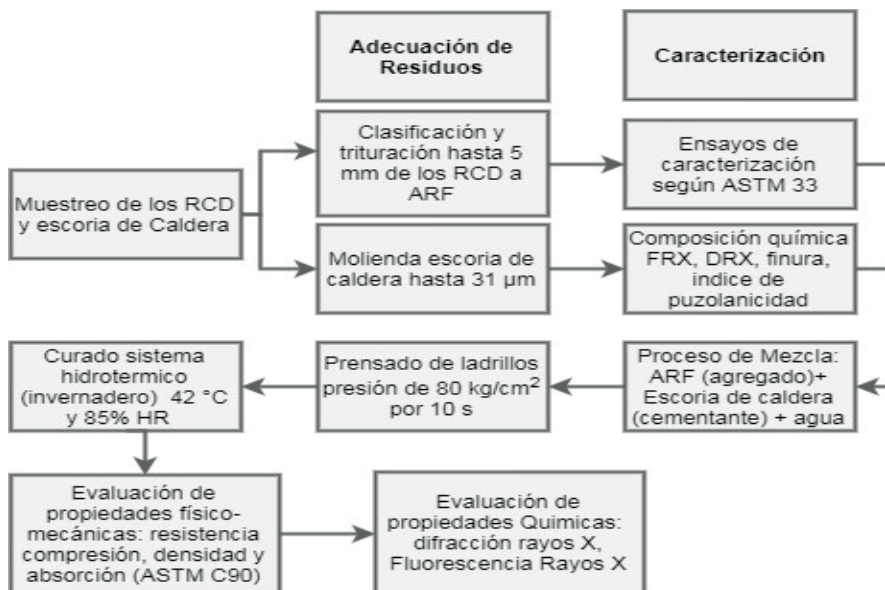 Adecuación de
Residuos
Caracterización
Clasificación y
trituración hasta 5
mm de los RCD a
ARF
Ensayos de
caracterización
según ASTM 33
Muestreo de los RCD
y escoria de Caldera
Molienda escoria de
caldera hasta 31 µm
Composición química
FRX, DRX, finura,
indice de
puzolanicidad
Curado sistema
hidrotermico
(invernadero) 42 °C
y 85% HR
Prensado de ladrillos
presión de 80 kg/cm²
por 10 s
Proceso de Mezcla:
ARF (agregado)+
Escoria de caldera
(cementante) + agua
Evaluación de
propiedades físico-
mecánicas: resistencia
compresión, densidad y
absorción (ASTM C90)
Evaluación de
propiedades Quimicas:
difracción rayos X,
Fluorescencia Rayos X